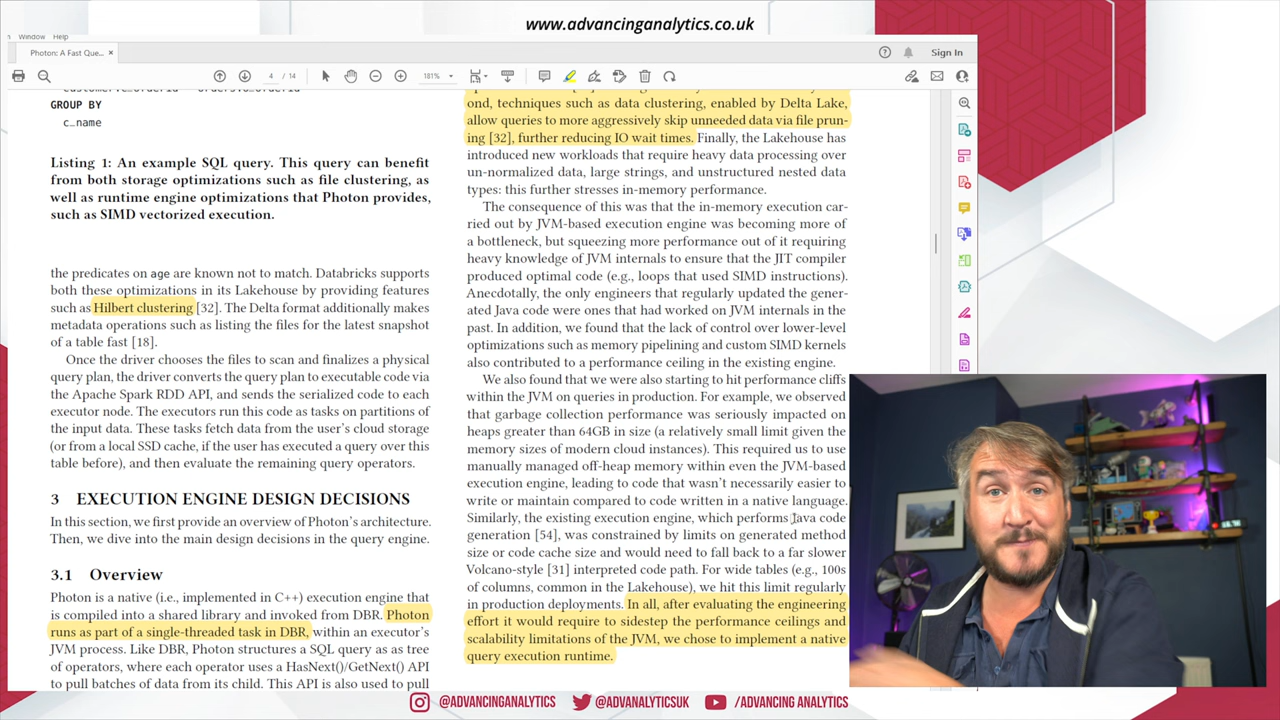 www.advancinganalytics.co.uk
Window Help
Photon: A Fast Que... ×
Sign In
4 / 14
181%
GROUP BY
c_name
Listing 1: An example SQL query. This query can benefit
from both storage optimizations such as file clustering, as
well as runtime engine optimizations that Photon provides,
such as SIMD vectorized execution.
the predicates on age are known not to match. Databricks supports
both these optimizations in its Lakehouse by providing features
such as Hilbert clustering [32]. The Delta format additionally makes
metadata operations such as listing the files for the latest snapshot
of a table fast [18].
Once the driver chooses the files to scan and finalizes a physical
query plan, the driver converts the query plan to executable code via
the Apache Spark RDD API, and sends the serialized code to each
executor node. The executors run this code as tasks on partitions of
the input data. These tasks fetch data from the user's cloud storage
(or from a local SSD cache, if the user has executed a query over this
table before), and then evaluate the remaining query operators.
3 EXECUTION ENGINE DESIGN DECISIONS
In this section, we first provide an overview of Photon's architecture.
Then, we dive into the main design decisions in the query engine.
3.1 Overview
Photon is a native (i.e., implemented in C++) execution engine that
is compiled into a shared library and invoked from DBR. Photon
runs as part of a single-threaded task in DBR, within an executor's
JVM process. Like DBR, Photon structures a SQL query as as tree
of operators, where each operator uses a HasNext()/GetNext() API
to pull batches of data from its child. This API is also used to pull
ond, techniques such as data clustering, enabled by Delta Lake,
allow queries to more aggressively skip unneeded data via file prun-
ing [32], further reducing IO wait times. Finally, the Lakehouse has
introduced new workloads that require heavy data processing over
un-normalized data, large strings, and unstructured nested data
types: this further stresses in-memory performance.
The consequence of this was that the in-memory execution car-
ried out by JVM-based execution engine was becoming more of
a bottleneck, but squeezing more performance out of it requiring
heavy knowledge of JVM internals to ensure that the JIT compiler
produced optimal code (e.g., loops that used SIMD instructions).
Anecdotally, the only engineers that regularly updated the gener-
ated Java code were ones that had worked on JVM internals in the
past. In addition, we found that the lack of control over lower-level
optimizations such as memory pipelining and custom SIMD kernels
also contributed to a performance ceiling in the existing engine.
We also found that we were also starting to hit performance cliffs
within the JVM on queries in production. For example, we observed
that garbage collection performance was seriously impacted on
heaps greater than 64GB in size (a relatively small limit given the
memory sizes of modern cloud instances). This required us to use
manually managed off-heap memory within even the JVM-based
execution engine, leading to code that wasn't necessarily easier to
write or maintain compared to code written in a native language.
Similarly, the existing execution engine, which performs Java code
generation [54], was constrained by limits on generated method
size or code cache size and would need to fall back to a far slower
Volcano-style [31] interpreted code path. For wide tables (e.g., 100s
of columns, common in the Lakehouse), we hit this limit regularly
in production deployments. In all, after evaluating the engineering
effort it would require to sidestep the performance ceilings and
scalability limitations of the JVM, we chose to implement a native
query execution runtime.
@ADVANCINGANALYTICS @ADVANALYTICSUK /ADVANCING ANALYTICS